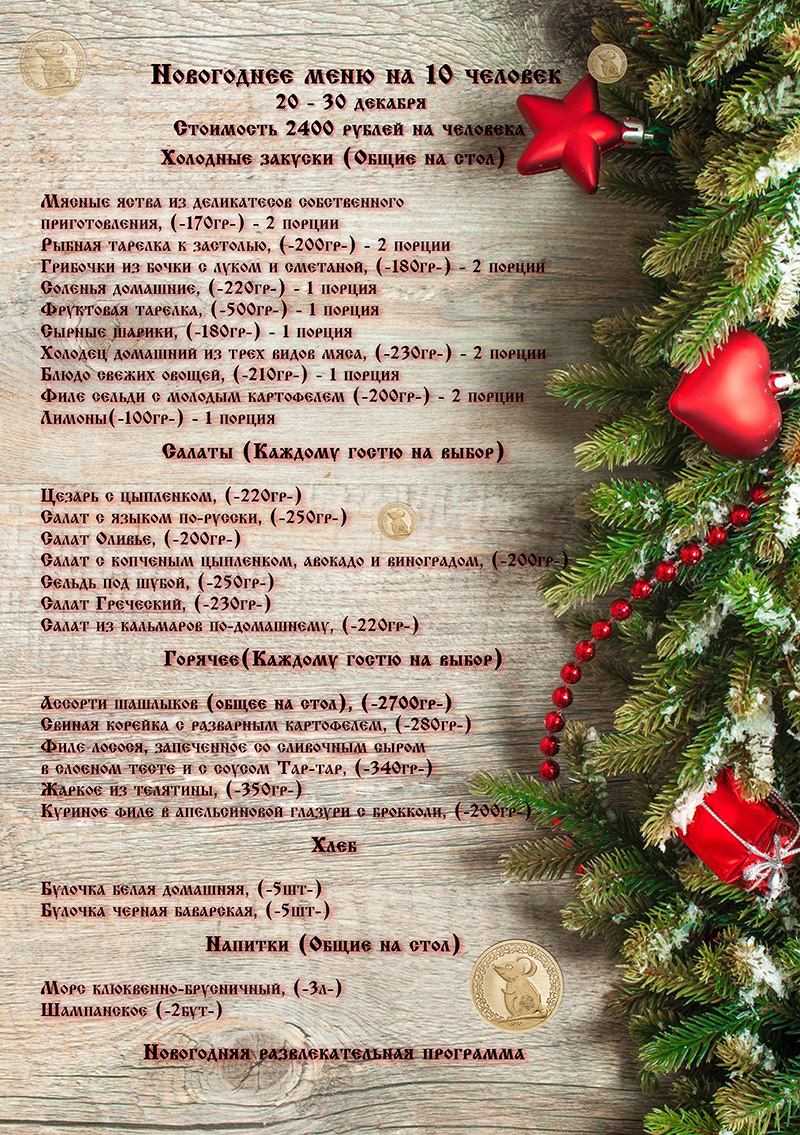 Новогоднее меню на 10 человек
20 - 30 декабря
Стоимость 2400 рублей на человека
Холодные закуски (Общие на стол)
Мясные яства из деликатесов собственного
приготовления, (-170гр-) - 2 порции
Рыбная тарелка к застолью, (-200гр-) - 2 порции
Грибочки из бочки с луком и сметаной, (-180гр-) - 2 порции
Соленья домашние, (-220гр-) - 1 порция
Фруктовая тарелка, (-500гр-) - 1 порция
Сырные шарики, (-180гр-) - 1 порция
Холодец домашний из трех видов мяса, (-230гр-) - 2 порции
Блюдо свежих овощей, (-210гр-) - 1 порция
Филе сельди с молодым картофелем (-200гр-) - 2 порции
Лимоны(-100гр-) - 1 порция
Салаты (Каждому гостю на выбор)
Цезарь с цыпленком, (-220гр-)
Салат с языком по-русски, (-250гр-)
Салат Оливье, (-200гр-)
Салат с копченым цыпленком, авокадо и виноградом, (-200гр-)
Сельдь под шубой, (-250гр-)
Салат Греческий, (-230гр-)
Салат из кальмаров по-домашнему, (-220гр-)
Горячее(Каждому гостю на выбор)
Ассорти шашлыков (общее на стол), (-2700гр-)
Свиная корейка с разварным картофелем, (-280гр-)
Филе лосося, запеченное со сливочным сыром
в слоеном тесте и с соусом Тар-тар, (-340гр-)
Жаркое из телятины, (-350гр-)
Куриное филе в апельсиновой глазури с брокколи, (-200гр-)
Хлеб
Булочка белая домашняя, (-5шт-)
Булочка черная баварская, (-5шт-)
Напитки (Общие на стол)
Морс клюквенно-брусничный, (-3л-)
Шампанское (-2бут-)
Новогодняя развлекательная программа